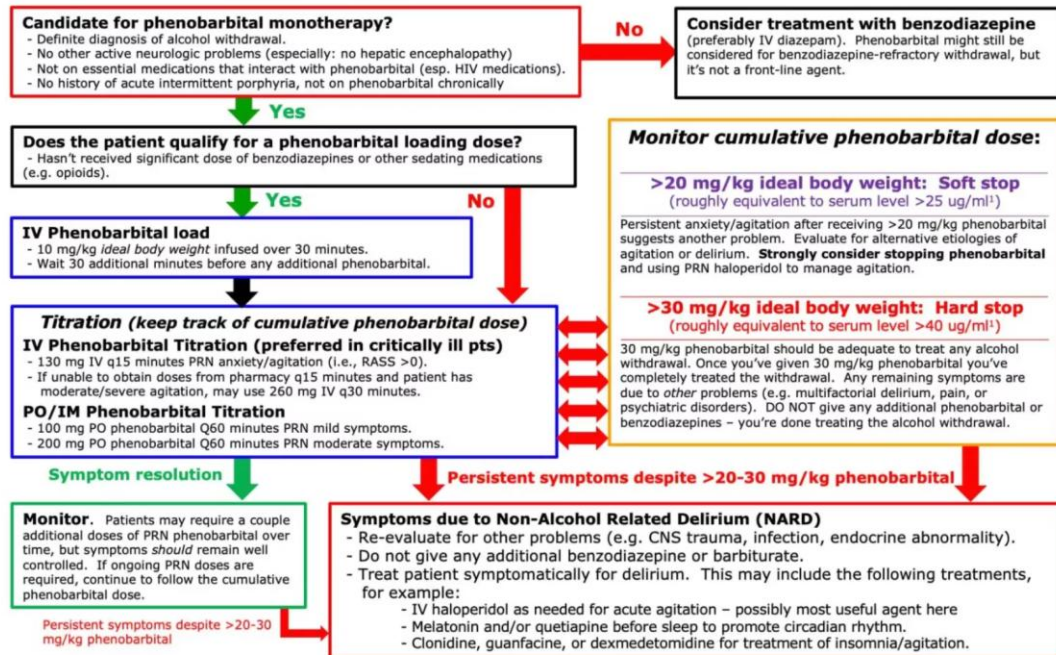 Candidate for phenobarbital monotherapy?
- Definite diagnosis of alcohol withdrawal.
- No other active neurologic problems (especially: no hepatic encephalopathy)
- Not on essential medications that interact with phenobarbital (esp. HIV medications).
- No history of acute intermittent porphyria, not on phenobarbital chronically
No
Consider treatment with benzodiazepine
(preferably IV diazepam). Phenobarbital might still be
considered for benzodiazepine-refractory withdrawal, but
it's not a front-line agent.
Yes
Does the patient qualify for a phenobarbital loading dose?
- Hasn't received significant dose of benzodiazepines or other sedating medications
(e.g. opioids).
Yes
No
IV Phenobarbital load
- 10 mg/kg ideal body weight infused over 30 minutes.
- Wait 30 additional minutes before any additional phenobarbital.
Titration (keep track of cumulative phenobarbital dose)
IV Phenobarbital Titration (preferred in critically ill pts)
- 130 mg IV q15 minutes PRN anxiety/agitation (i.e., RASS >0).
- If unable to obtain doses from pharmacy q15 minutes and patient has
moderate/severe agitation, may use 260 mg IV q30 minutes.
PO/IM Phenobarbital Titration
- 100 mg PO phenobarbital Q60 minutes PRN mild symptoms.
- 200 mg PO phenobarbital Q60 minutes PRN moderate symptoms.
Monitor cumulative phenobarbital dose:
>20 mg/kg ideal body weight: Soft stop
(roughly equivalent to serum level >25 ug/ml¹)
Persistent anxiety/agitation after receiving >20 mg/kg phenobarbital
suggests another problem. Evaluate for alternative etiologies of
agitation or delirium. Strongly consider stopping phenobarbital
and using PRN haloperidol to manage agitation.
>30 mg/kg ideal body weight: Hard stop
(roughly equivalent to serum level >40 ug/ml¹)
30 mg/kg phenobarbital should be adequate to treat any alcohol
withdrawal. Once you've given 30 mg/kg phenobarbital you've
completely treated the withdrawal. Any remaining symptoms are
due to other problems (e.g. multifactorial delirium, pain, or
psychiatric disorders). DO NOT give any additional phenobarbital or
benzodiazepines – you're done treating the alcohol withdrawal.
Symptom resolution
Persistent symptoms despite >20-30 mg/kg phenobarbital
Monitor. Patients may require a couple
additional doses of PRN phenobarbital over
time, but symptoms should remain well
controlled. If ongoing PRN doses are
required, continue to follow the cumulative
phenobarbital dose.
Persistent symptoms despite >20-30
mg/kg phenobarbital
Symptoms due to Non-Alcohol Related Delirium (NARD)
- Re-evaluate for other problems (e.g. CNS trauma, infection, endocrine abnormality).
- Do not give any additional benzodiazepine or barbiturate.
- Treat patient symptomatically for delirium. This may include the following treatments,
for example:
- IV haloperidol as needed for acute agitation – possibly most useful agent here
- Melatonin and/or quetiapine before sleep to promote circadian rhythm.
- Clonidine, guanfacine, or dexmedetomidine for treatment of insomnia/agitation.